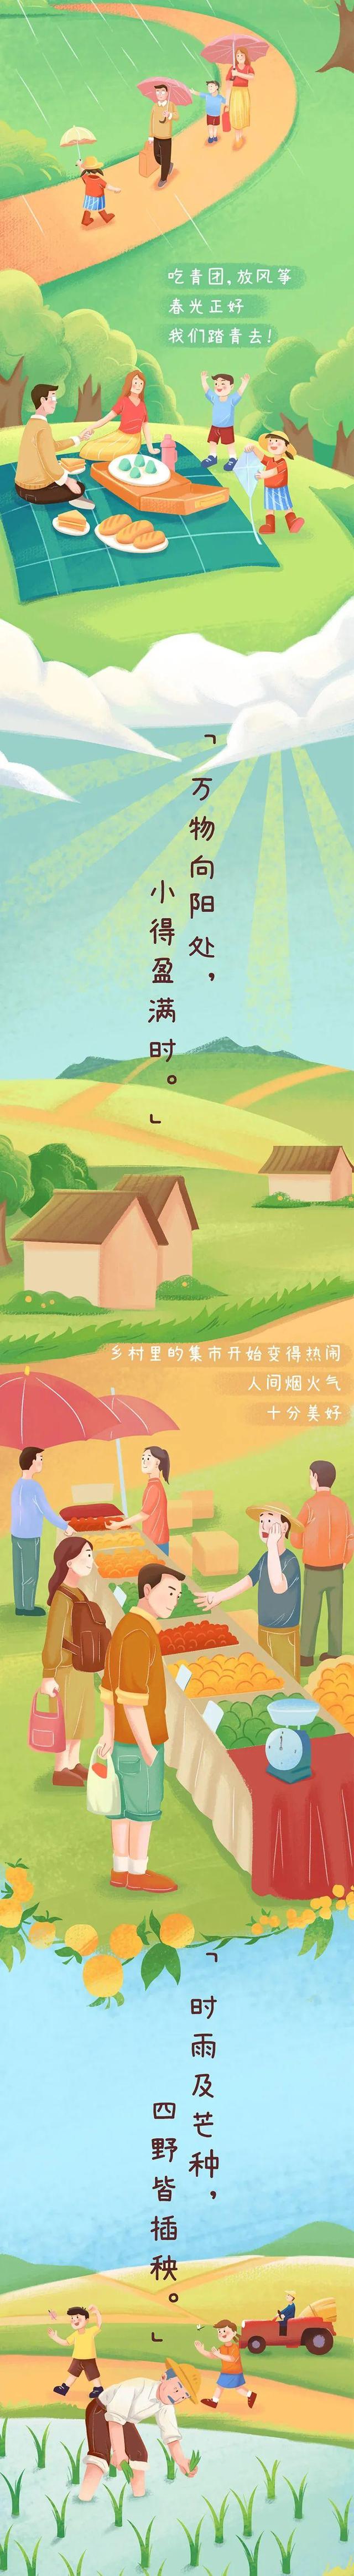 吃青团,放风筝
春光正好
我们踏青去!
「万物向阳处,
小得盈满时。」
乡村里的集市开始变得热闹
人间烟火气
十分美好
「时雨及芒种,
四野皆插秧。」